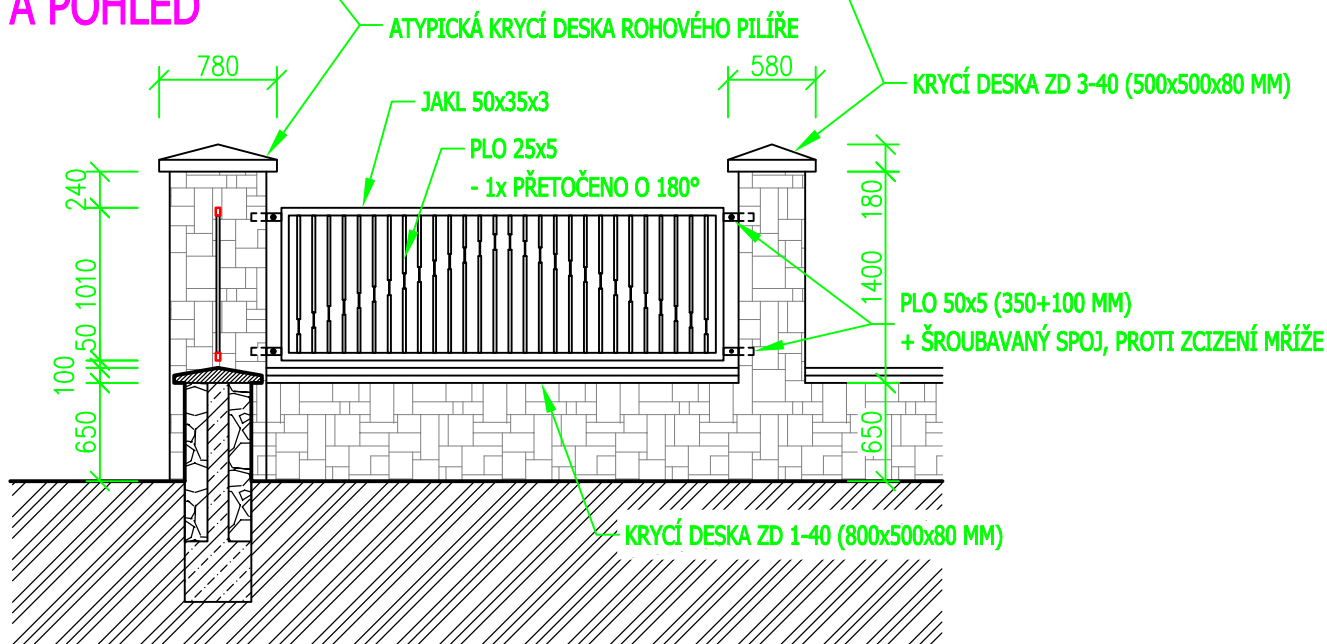 A POHLED
ATYPICKÁ KRYCÍ DESKA ROHOVÉHO PILÍŘE
780
580
KRYCÍ DESKA ZD 3-40 (500x500x80 MM)
JAKL 50x35x3
PLO 25x5
- 1x PŘETOČENO O 180°
240
1010
50
100
650
180
1400
650
PLO 50x5 (350+100 MM)
+ ŠROUBAVANÝ SPOJ, PROTI ZCIZENÍ MŘÍŽE
KRYCÍ DESKA ZD 1-40 (800x500x80 MM)